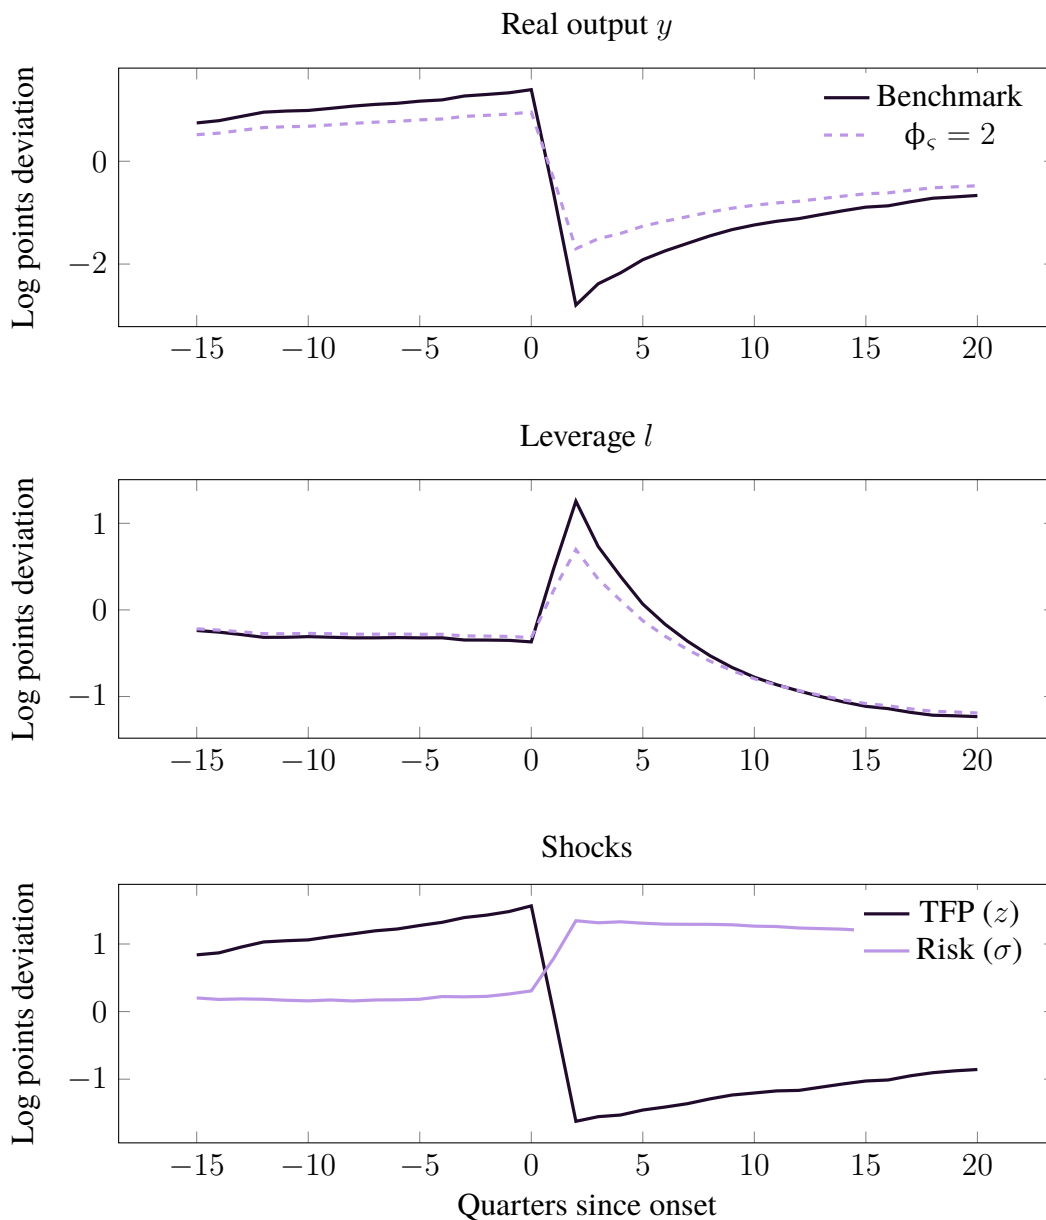 Real output y
Log points deviation
0
−2
Benchmark
ϕ_ς = 2
−15 −10 −5 0 5 10 15 20
Leverage l
Log points deviation
1
0
−1
−15 −10 −5 0 5 10 15 20
Shocks
Log points deviation
1
0
−1
TFP (z)
Risk (σ)
−15 −10 −5 0 5 10 15 20
Quarters since onset